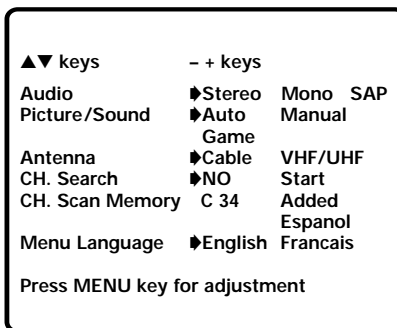 ▲▼ keys – + keys
Audio ➧Stereo Mono SAP
Picture/Sound ➧Auto Manual
Game
Antenna ➧Cable VHF/UHF
CH. Search ➧NO Start
CH. Scan Memory C 34 Added
Espanol
Menu Language ➧English Francais
Press MENU key for adjustment